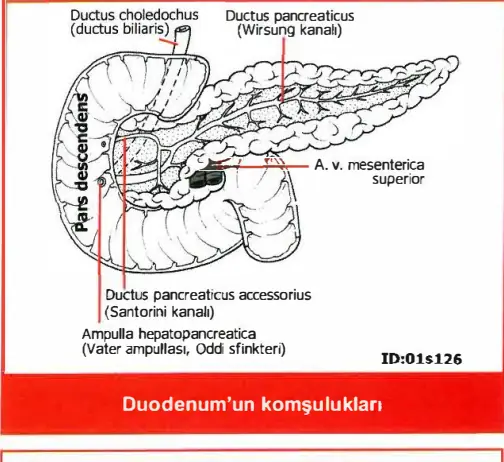 Ductus choledochus
(ductus biliaris)
Ductus pancreaticus
(Wirsung kanalı)
Pars descendens
A. v. mesenterica
superior
Ductus pancreaticus accessorius
(Santorini kanalı)
Ampulla hepatopancreatica
(Vater ampullası, Oddi sfinkteri)
ID:01s126
Duodenum'un komşulukları